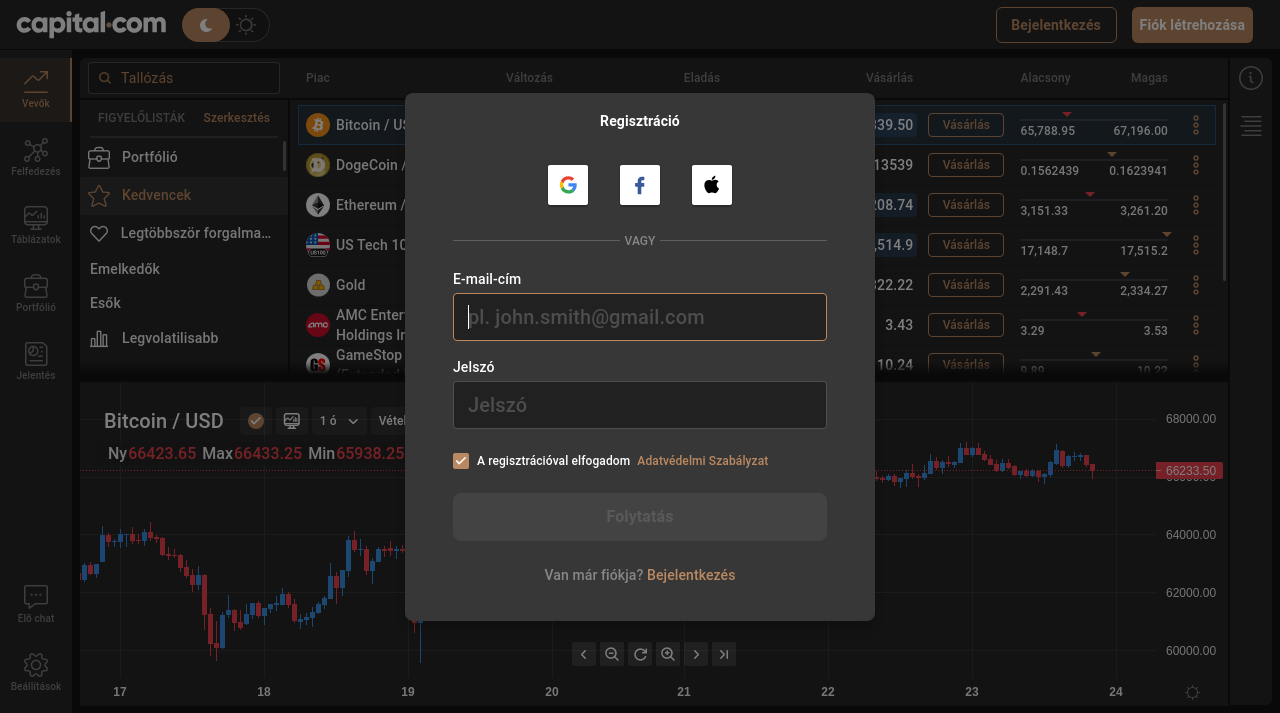 capital.com
Bejelentkezés
Fiók létrehozása
Vevők
Felfedezés
Táblázatok
Portfólió
Jelentés
Élő chat
Beállítások
Tallózás
FIGYELŐLISTÁK Szerkesztés
Portfólió
Kedvencek
Legtöbbször forgalma...
Emelkedők
Esők
Legvolatilisabb
Piac Változás Eladás Vásárlás Alacsony Magas
Bitcoin / US 39.50 Vásárlás 65,788.95 67,196.00
DogeCoin / 13539 Vásárlás 0.1562439 0.1623941
Ethereum / 208.74 Vásárlás 3,151.33 3,261.20
US Tech 10 ,514.9 Vásárlás 17,148.7 17,515.2
Gold 322.22 Vásárlás 2,291.43 2,334.27
AMC Enter
Holdings In 3.43 Vásárlás 3.29 3.53
GameStop 10.24 Vásárlás 9.89 10.22
Regisztráció
VAGY
E-mail-cím
pl. john.smith@gmail.com
Jelszó
Jelszó
A regisztrációval elfogadom Adatvédelmi Szabályzat
Folytatás
Van már fiókja? Bejelentkezés
Bitcoin / USD 1 ó Vétel
Ny 66423.65 Max 66433.25 Min 65938.25
68000.00
66233.50
64000.00
62000.00
60000.00
17 18 19 20 21 22 23 24